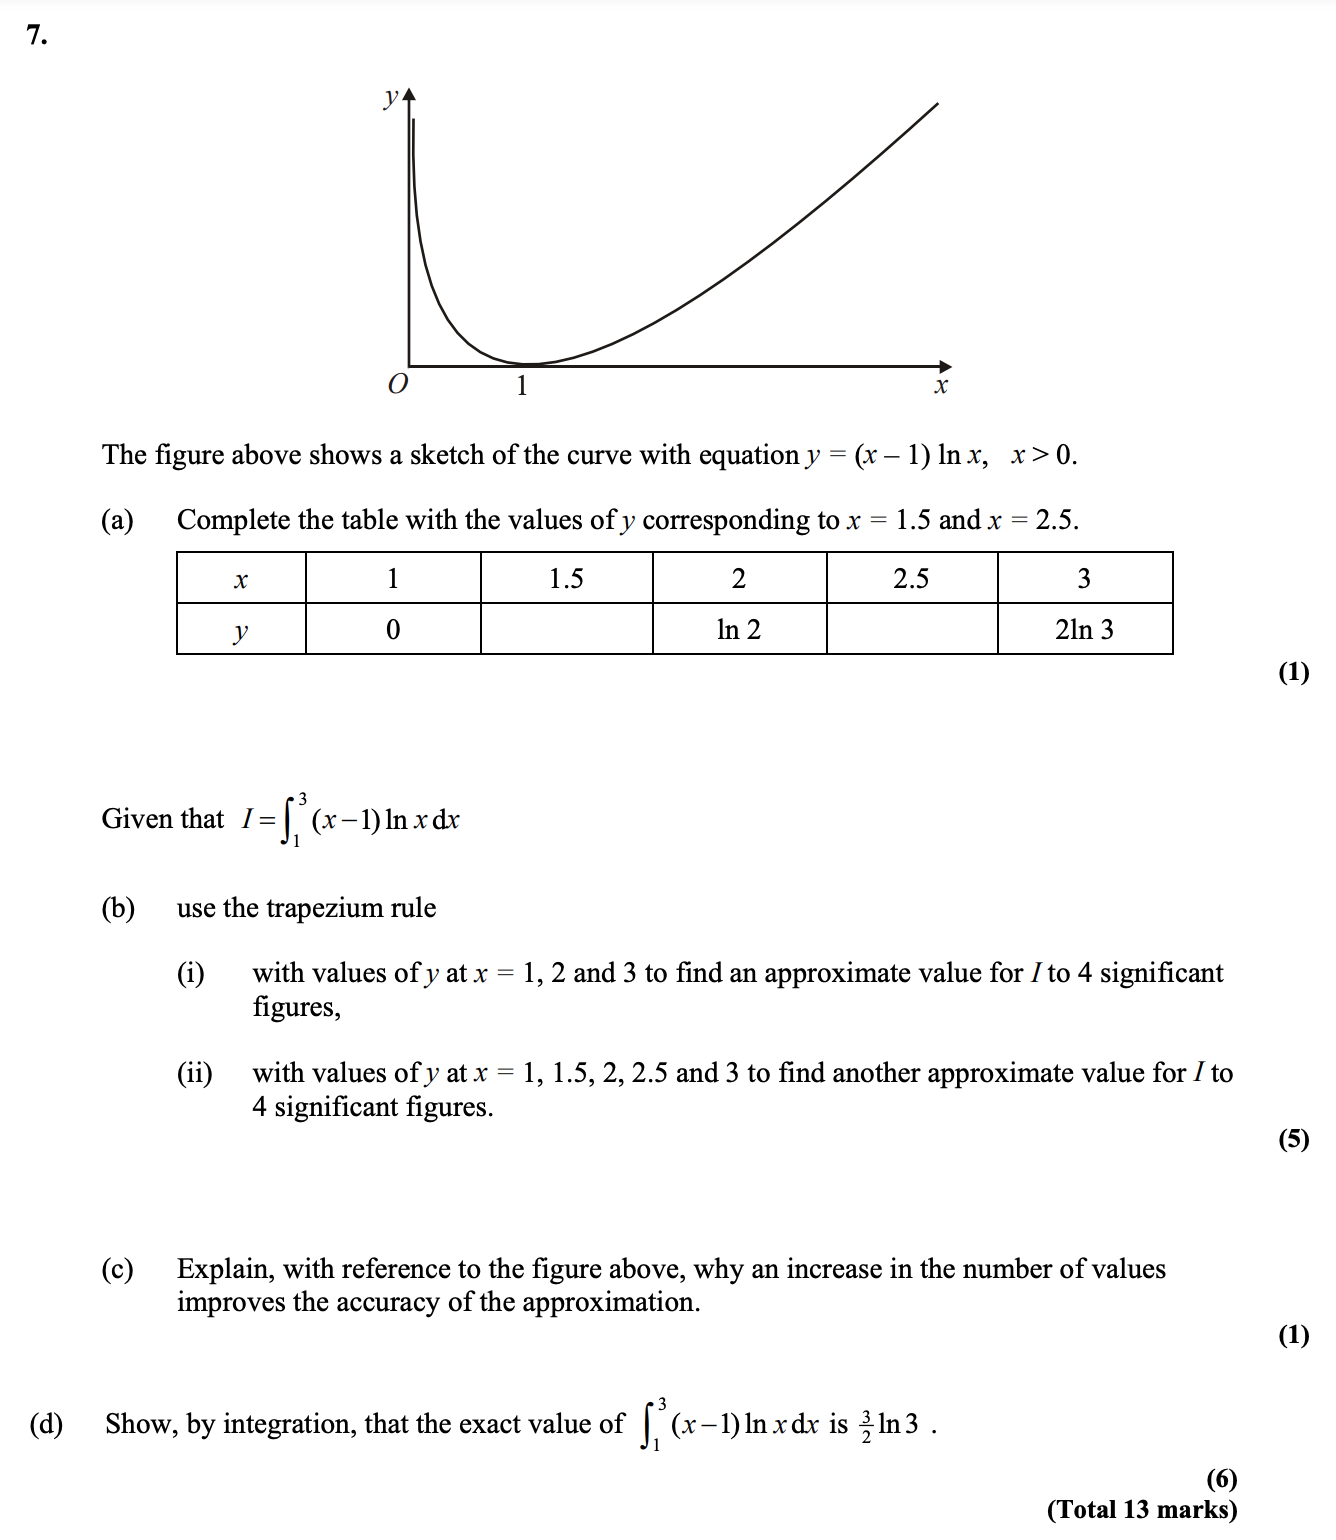 7.
y
O
1
x
The figure above shows a sketch of the curve with equation y = (x – 1) ln x, x > 0.
(a) Complete the table with the values of y corresponding to x = 1.5 and x = 2.5.
x 1 1.5 2 2.5 3
y 0 ln 2 2ln 3
(1)
Given that I = ∫₁³ (x – 1) ln x dx
(b) use the trapezium rule
(i) with values of y at x = 1, 2 and 3 to find an approximate value for I to 4 significant
figures,
(ii) with values of y at x = 1, 1.5, 2, 2.5 and 3 to find another approximate value for I to
4 significant figures.
(5)
(c) Explain, with reference to the figure above, why an increase in the number of values
improves the accuracy of the approximation.
(1)
(d) Show, by integration, that the exact value of ∫₁³ (x – 1) ln x dx is 3/2 ln 3 .
(6)
(Total 13 marks)